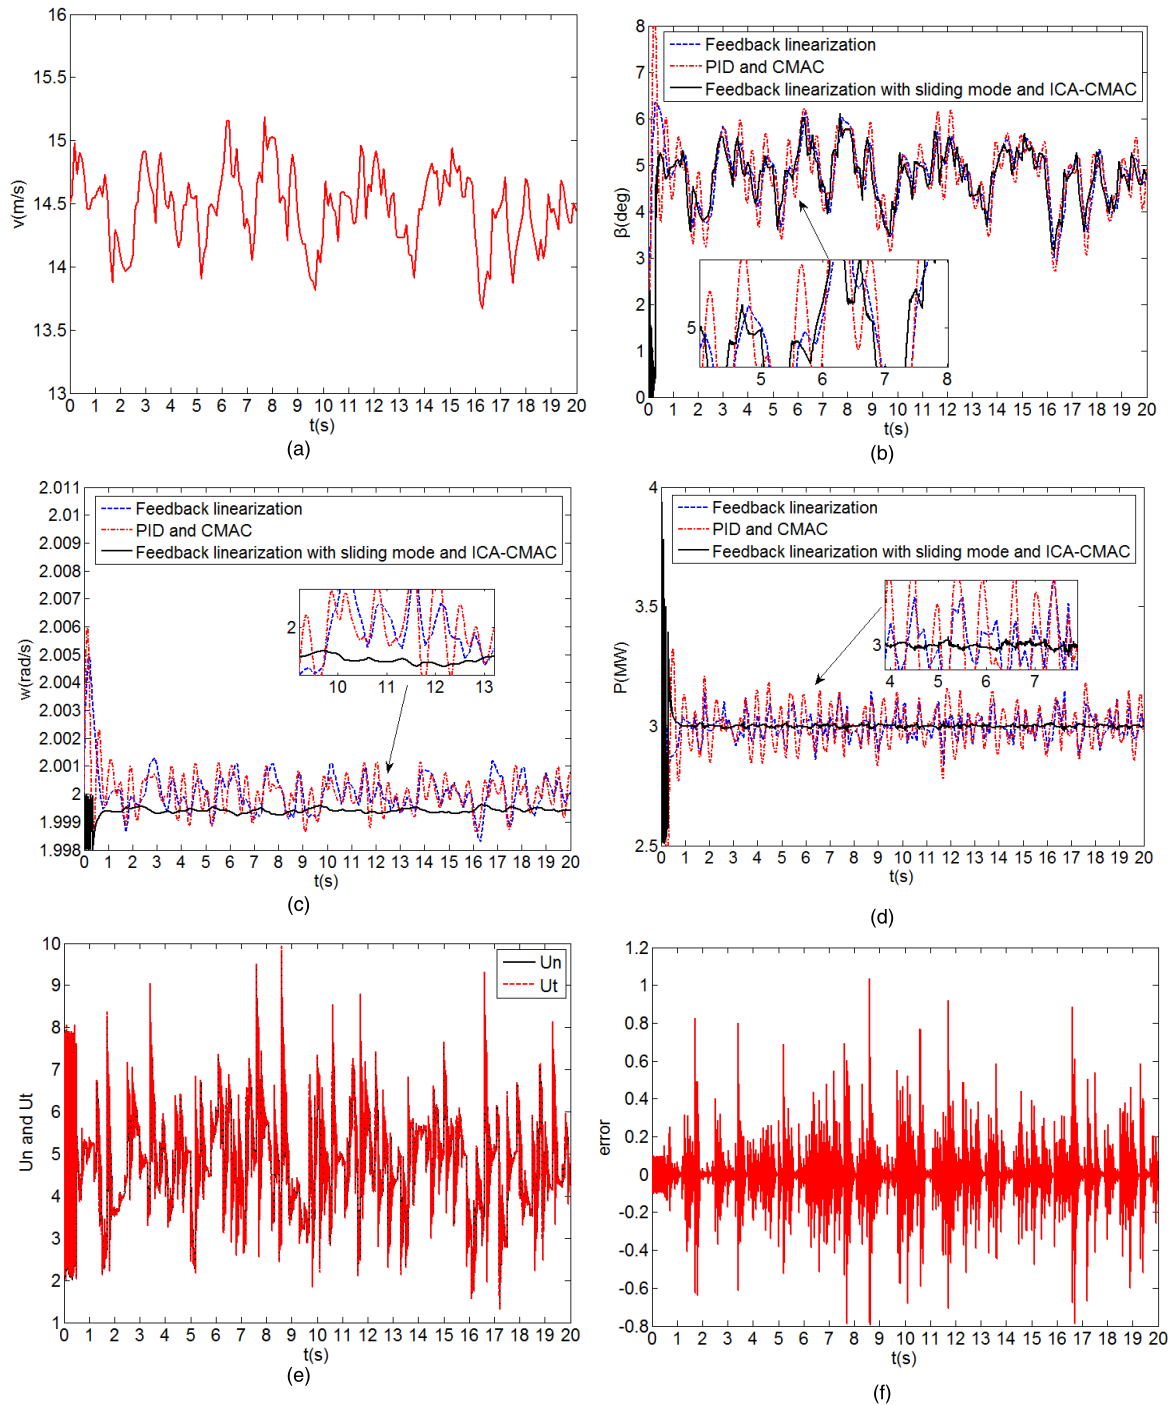 16
15.5
15
14.5
14
13.5
13
v(m/s)
0 1 2 3 4 5 6 7 8 9 10 11 12 13 14 15 16 17 18 19 20
t(s)
(a)
8
7
6
5
4
3
2
1
0
β(deg)
Feedback linearization
PID and CMAC
Feedback linearization with sliding mode and ICA-CMAC
5
5 6 7 8
0 1 2 3 4 5 6 7 8 9 10 11 12 13 14 15 16 17 18 19 20
t(s)
(b)
2.011
2.01
2.009
2.008
2.007
2.006
2.005
2.004
2.003
2.002
2.001
2
1.999
1.998
w(rad/s)
Feedback linearization
PID and CMAC
Feedback linearization with sliding mode and ICA-CMAC
2
10 11 12 13
0 1 2 3 4 5 6 7 8 9 10 11 12 13 14 15 16 17 18 19 20
t(s)
(c)
4
3.5
3
2.5
P(MW)
Feedback linearization
PID and CMAC
Feedback linearization with sliding mode and ICA-CMAC
3
4 5 6 7
0 1 2 3 4 5 6 7 8 9 10 11 12 13 14 15 16 17 18 19 20
t(s)
(d)
10
9
8
7
6
5
4
3
2
1
Un and Ut
Un
Ut
0 1 2 3 4 5 6 7 8 9 10 11 12 13 14 15 16 17 18 19 20
t(s)
(e)
1.2
1
0.8
0.6
0.4
0.2
0
-0.2
-0.4
-0.6
-0.8
error
0 1 2 3 4 5 6 7 8 9 10 11 12 13 14 15 16 17 18 19 20
t(s)
(f)